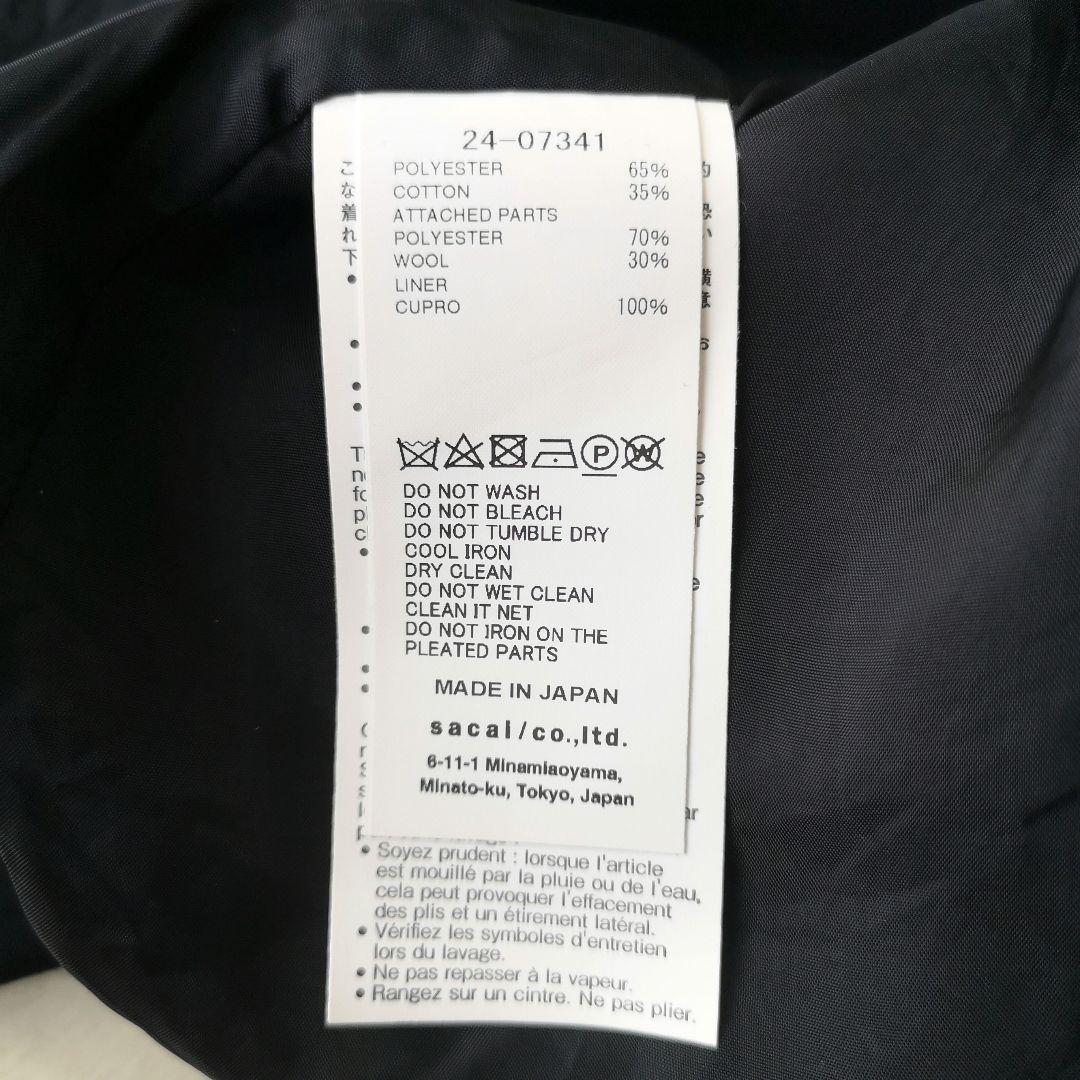 24-07341
POLYESTER 65%
COTTON 35%
ATTACHED PARTS
POLYESTER 70%
WOOL 30%
LINER
CUPRO 100%
P
W
DO NOT WASH
DO NOT BLEACH
DO NOT TUMBLE DRY
COOL IRON
DRY CLEAN
DO NOT WET CLEAN
CLEAN IT NET
DO NOT IRON ON THE
PLEATED PARTS
MADE IN JAPAN
sacai/co.,ltd.
6-11-1 Minamiaoyama,
Minato-ku, Tokyo, Japan
• Soyez prudent : lorsque l'article
est mouillé par la pluie ou de l'eau,
cela peut provoquer l'effacement
des plis et un étirement latéral.
• Vérifiez les symboles d'entretien
lors du lavage.
• Ne pas repasser à la vapeur.
• Rangez sur un cintre. Ne pas plier.